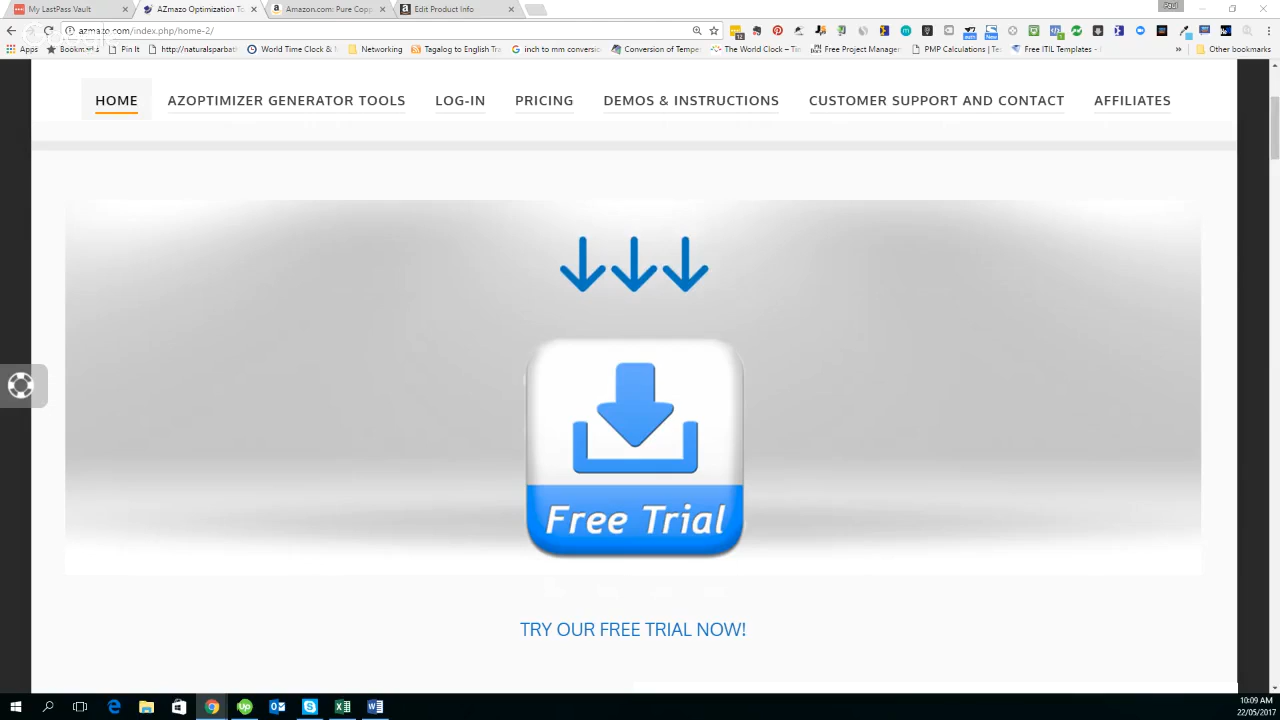 My LastPass Vault
AZmazo Optimization To
Amazon.com: Pure Copp
Edit Product Info
Paul
azmazo.com/index.php/home-2/
Apps
Bookmarks
Pin It
http://naturalsparbath
World Time Clock &
Networking
Tagalog to English Tra
inch to mm conversio
Conversion of Temper
The World Clock – Tim
Free Project Manager
PMP Calculations | Te
Free ITIL Templates -
»
Other bookmarks
HOME
AZOPTIMIZER GENERATOR TOOLS
LOG-IN
PRICING
DEMOS & INSTRUCTIONS
CUSTOMER SUPPORT AND CONTACT
AFFILIATES
Free Trial
TRY OUR FREE TRIAL NOW!
10:09 AM
22/05/2017